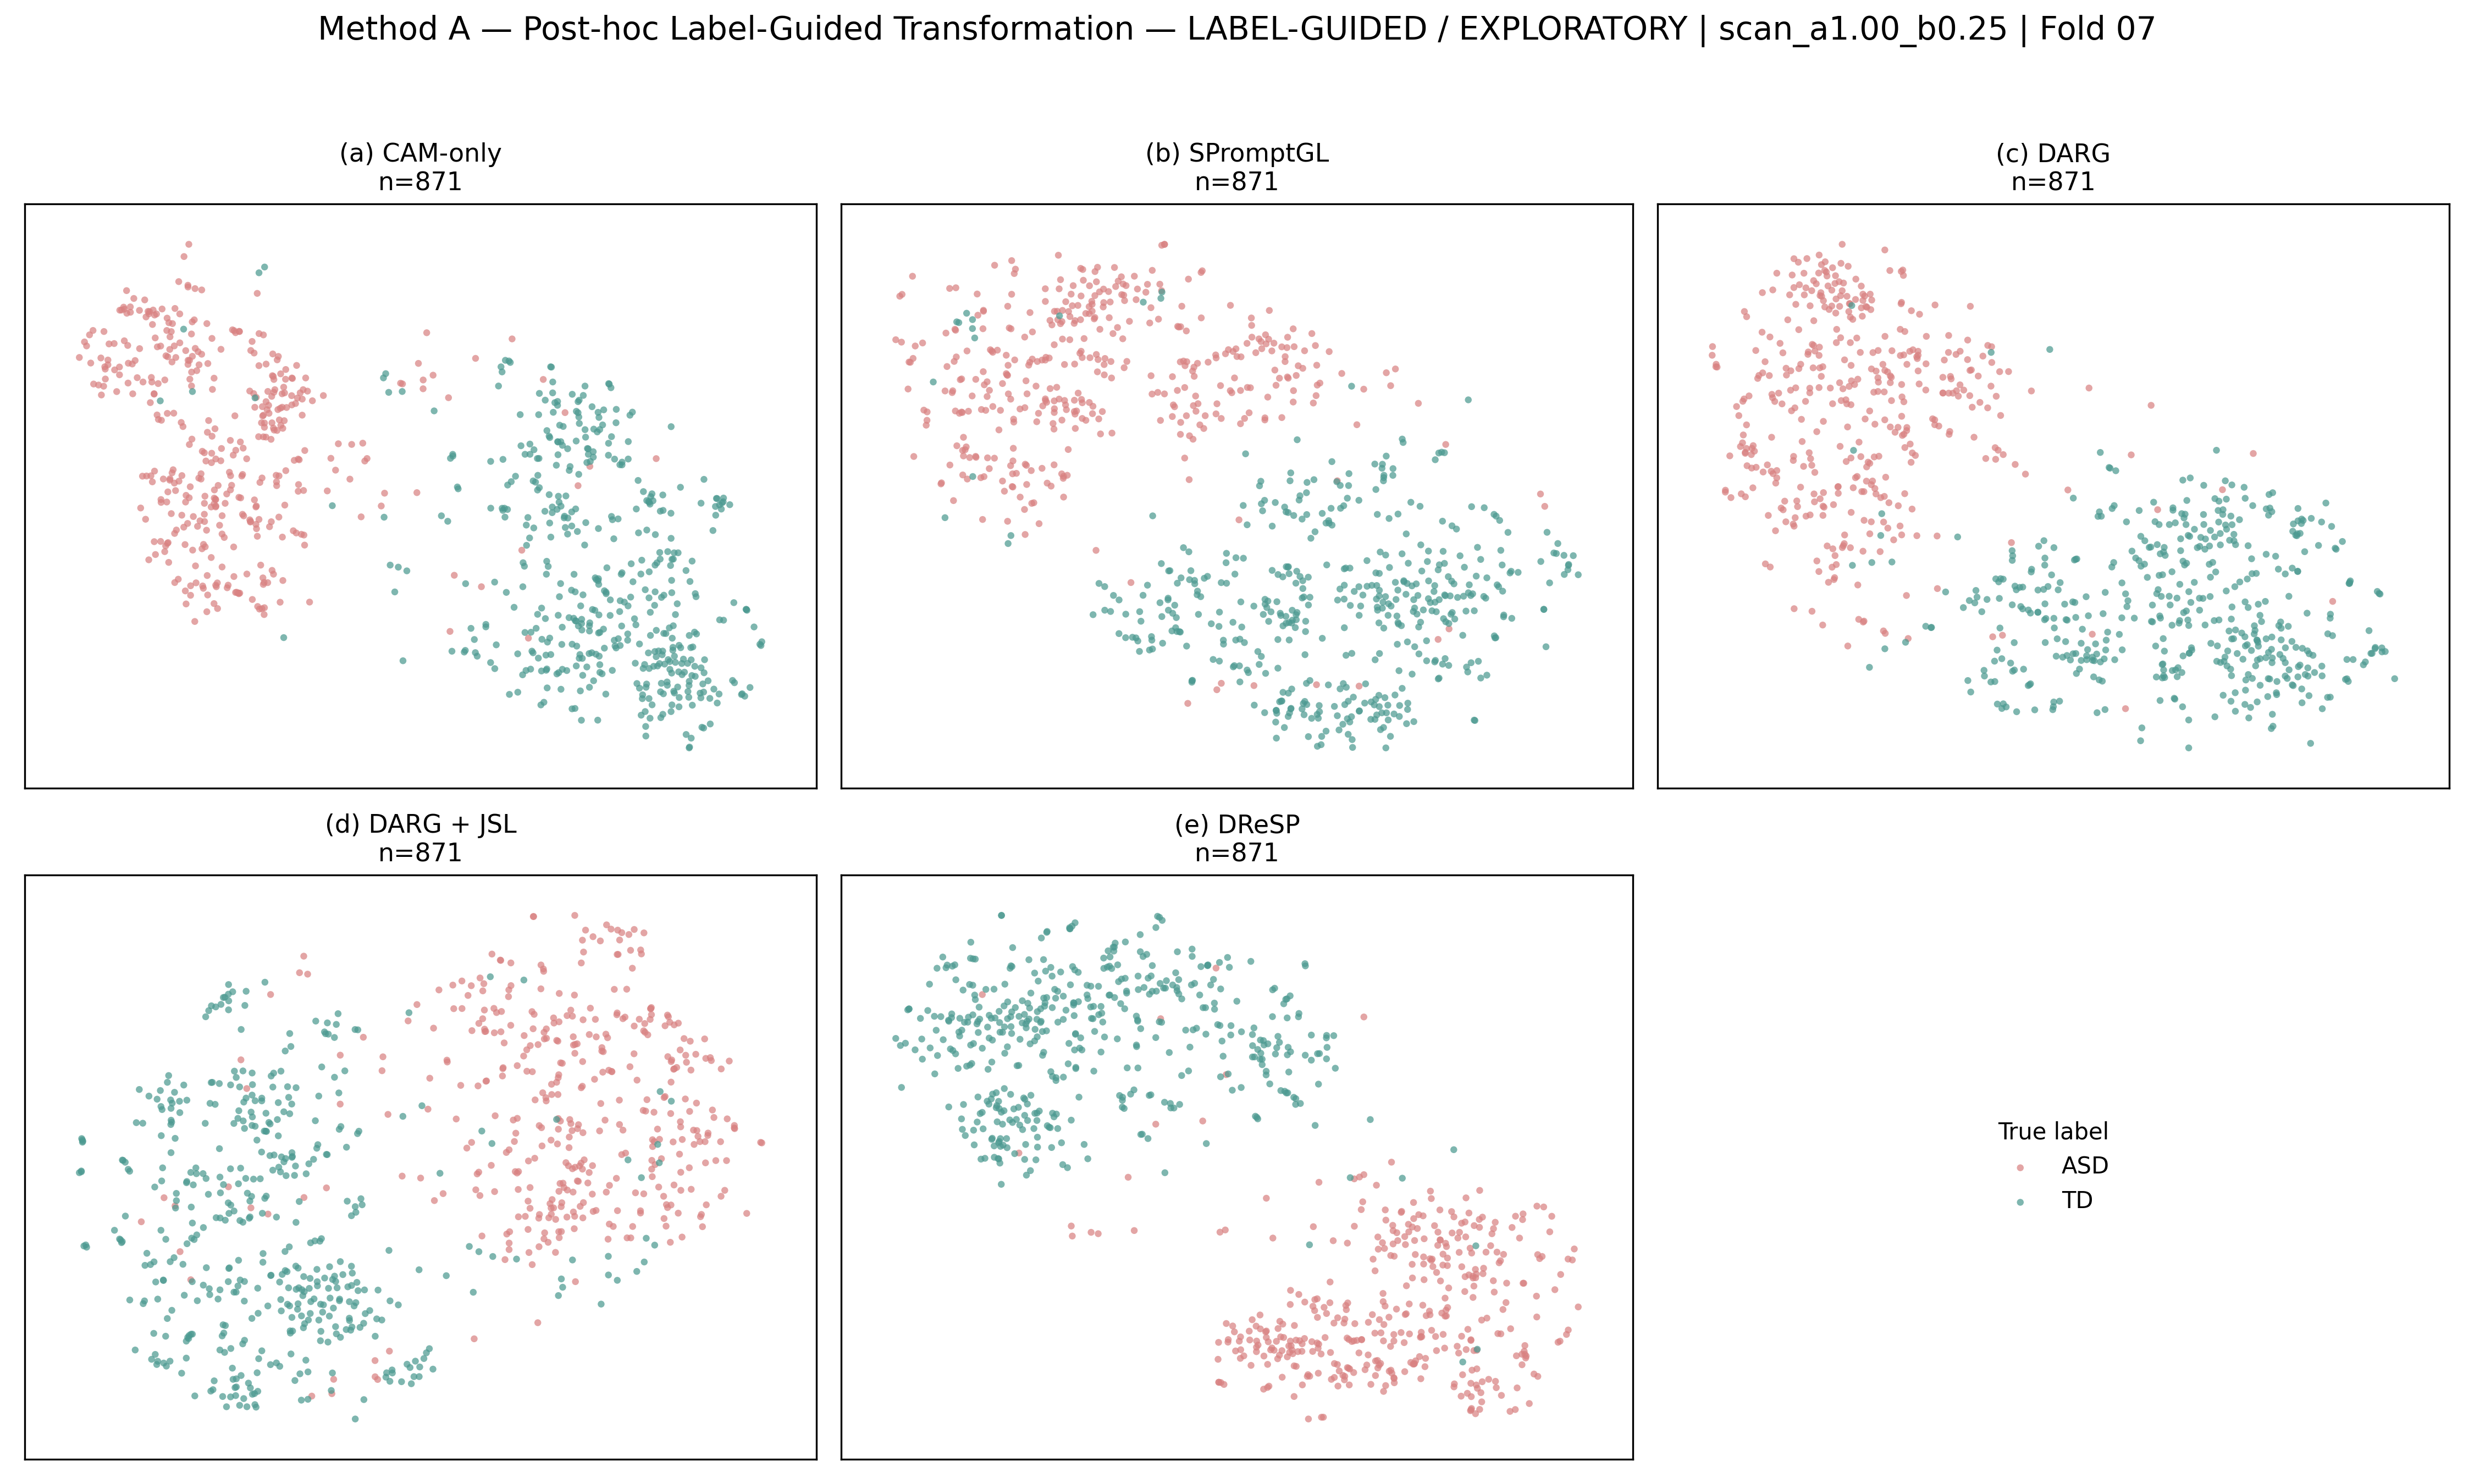 Method A — Post-hoc Label-Guided Transformation — LABEL-GUIDED / EXPLORATORY | scan_a1.00_b0.25 | Fold 07
(a) CAM-only
n=871
(b) SPromptGL
n=871
(c) DARG
n=871
(d) DARG + JSL
n=871
(e) DReSP
n=871
True label
ASD
TD